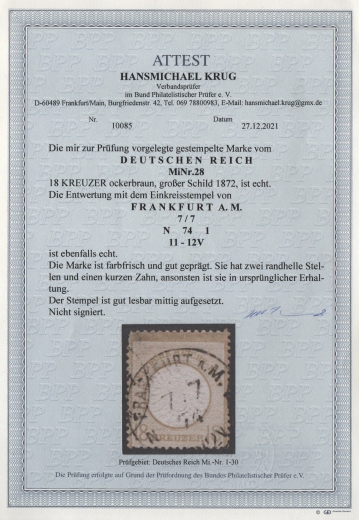 ATTEST
HANSMICHAEL KRUG
Verbandsprüfer
im Bund Philatelistischer Prüfer e. V.
D-60489 Frankfurt/Main, Burgfriedenstr. 42, Tel. 069 78800983, E-Mail: hansmichael.krug@gmx.de
Nr. Datum
10085 27.12.2021
Die mir zur Prüfung vorgelegte gestempelte Marke vom
DEUTSCHEN REICH
MiNr.28
18 KREUZER ockerbraun, großer Schild 1872, ist echt.
Die Entwertung mit dem Einkreisstempel von
FRANKFURT A.M.
7 / 7
N 74 1
11 - 12V
ist ebenfalls echt.
Die Marke ist farbfrisch und gut geprägt. Sie hat zwei randhelle Stel-
len und einen kurzen Zahn, ansonsten ist sie in ursprünglicher Erhal-
tung.
Der Stempel ist gut lesbar mittig aufgesetzt.
Nicht signiert.
FRANKFURT A.M.
7 7
N 74
12V
KREUZER
Prüfgebiet: Deutsches Reich Mi.-Nr. 1-30
Die Prüfung erfolgte auf Grund der Prüfordnung des Bundes Philatelistischer Prüfer e. V.